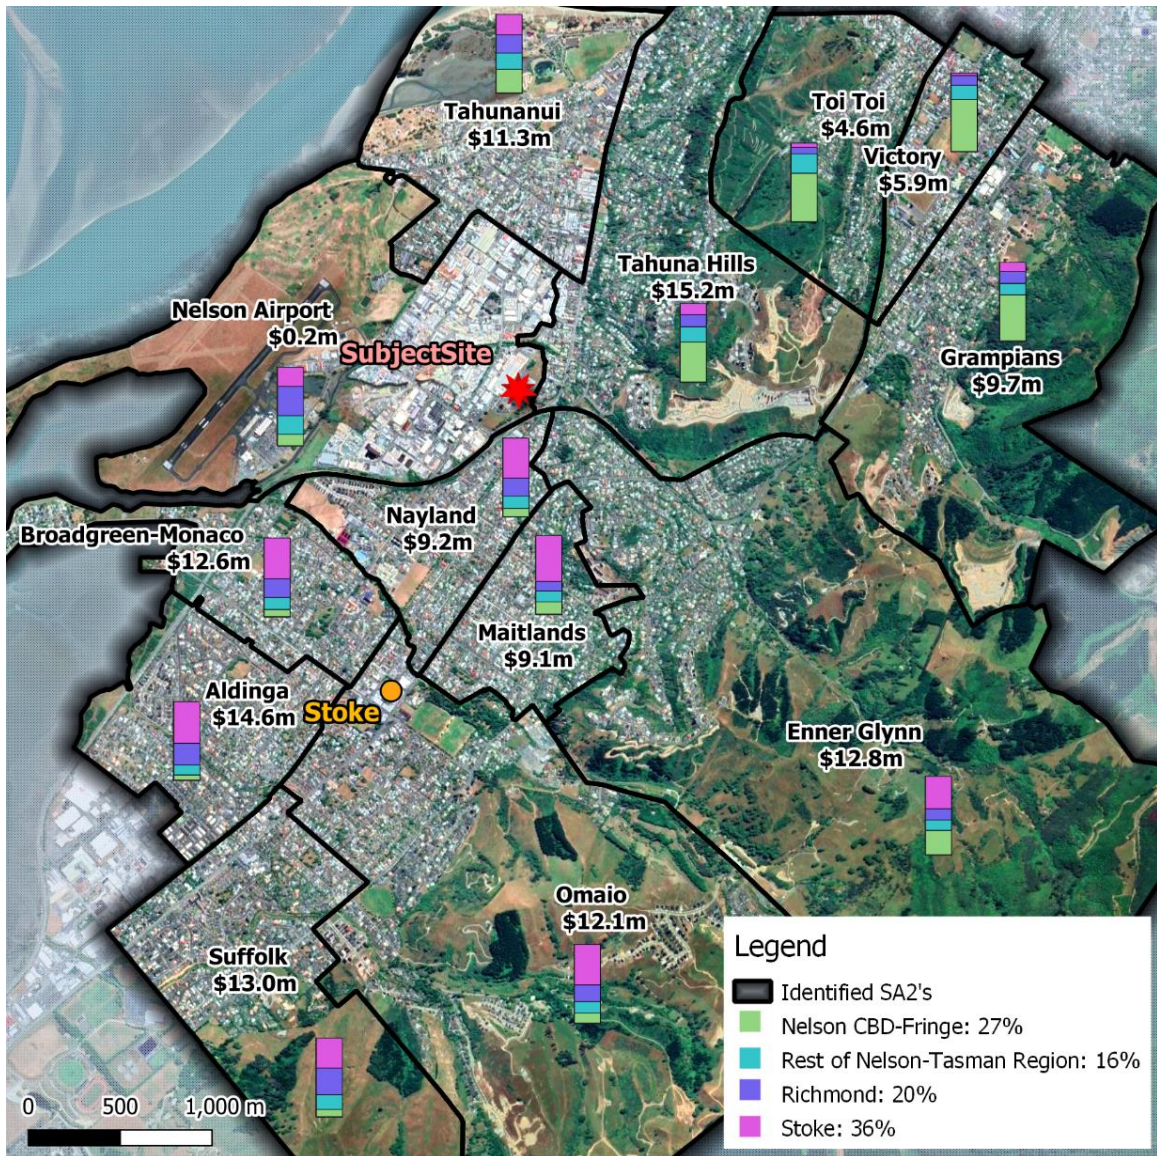 Tahunanui
$11.3m
Toi Toi
$4.6m
Victory
$5.9m
Tahuna Hills
$15.2m
Nelson Airport
$0.2m
SubjectSite
Grampians
$9.7m
Nayland
$9.2m
Broadgreen-Monaco
$12.6m
Maitlands
$9.1m
Aldinga
$14.6m
Stoke
Enner Glynn
$12.8m
Omaio
$12.1m
Suffolk
$13.0m
Legend
Identified SA2's
Nelson CBD-Fringe: 27%
Rest of Nelson-Tasman Region: 16%
Richmond: 20%
Stoke: 36%
0 500 1,000 m